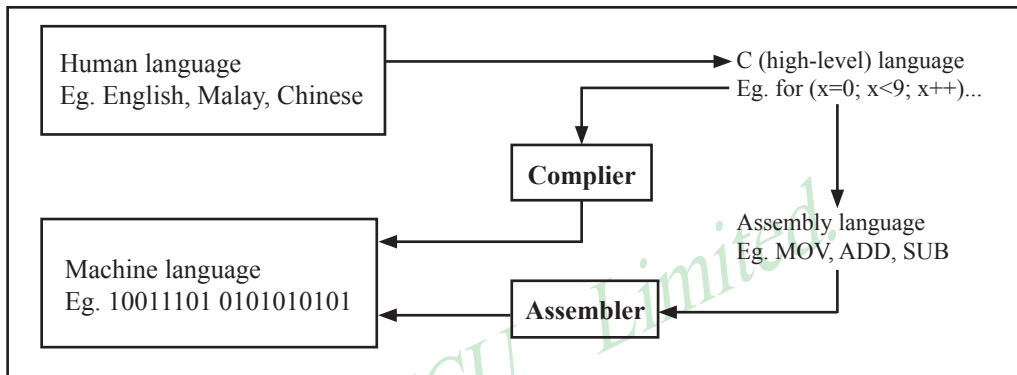 Human language
Eg. English, Malay, Chinese
C (high-level) language
Eg. for (x=0; x<9; x++)...
Complier
Assembly language
Eg. MOV, ADD, SUB
Machine language
Eg. 10011101 0101010101
Assembler
Limited.